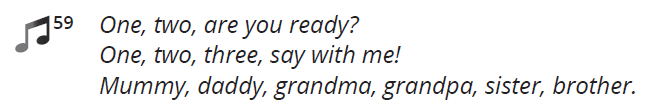 59 One, two, are you ready?
One, two, three, say with me!
Mummy, daddy, grandma, grandpa, sister, brother.